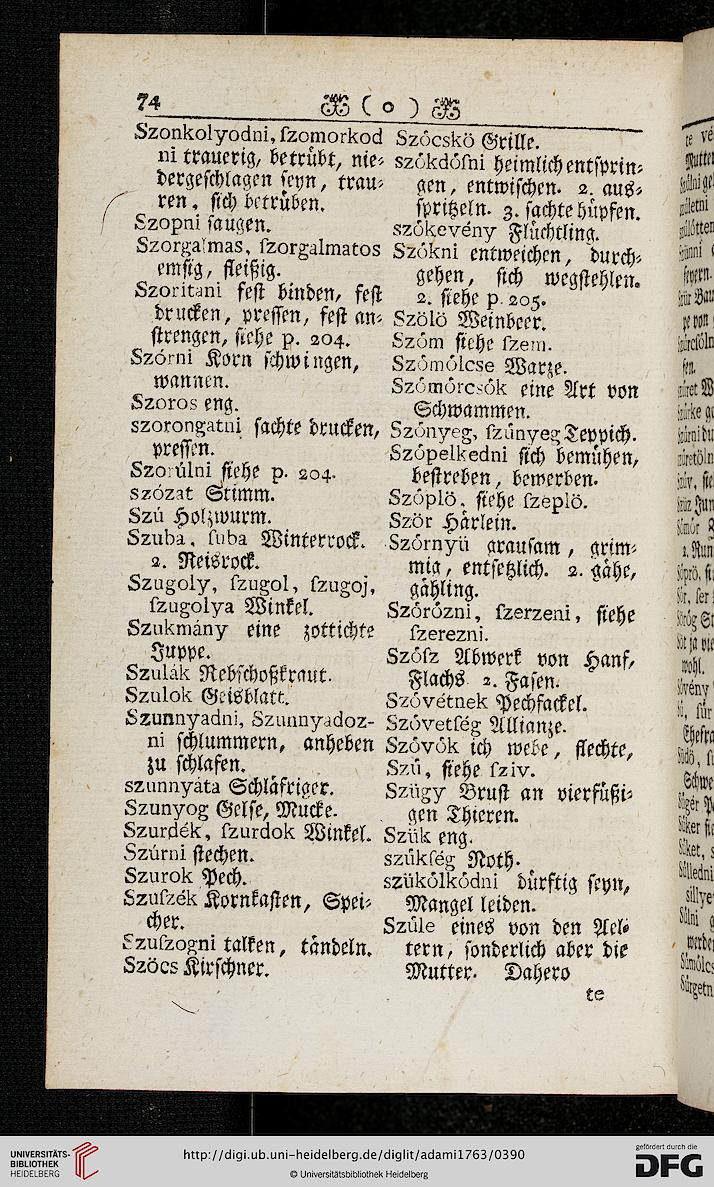 74 ( o )
Szonkolyodni, ſzomorkod
ni trauerig, betrübt, nie⸗
dergeschlagen seyn, trau⸗
ren, sich betrüben.
Szopni saugen.
Szorgalmas, ſzorgalmatos
emsig, fleißig.
Szoritani fest binden, fest
drucken, pressen, fest an⸗
strengen, siehe p. 204.
Szórni Korn schwingen,
wannen.
Szoros eng.
szorongatni sachte drucken,
pressen.
Szorúlni siehe p. 204.
szózat Stimm.
Szú Holzwurm.
Szuba, ſuba Winterrock.
2. Reisrock.
Szugoly, ſzugol, ſzugoj,
ſzugolya Winkel.
Szukmány eine zottichte
Juppe.
Szulák Rebschoßkraut.
Szulok Geisblatt.
Szunnyadni, Szunnyadoz-
ni schlummern, anheben
zu schlafen.
szunnyáta Schläfriger.
Szunyog Gelse, Mucke.
Szurdék, ſzurdok Winkel.
Szúrni stechen.
Szurok Pech.
Szuſzék Kornkasten, Spei⸗
cher.
Szuſzogni talken, tändeln.
Szöcs Kirschner.
Szöcskö Grille.
szökdöſni heimlich entsprin⸗
gen, entwischen. 2. aus⸗
spritzeln. 3. sachte hüpfen.
szökevény Flüchtling.
Szökni entweichen, durch⸗
gehen, sich wegstehlen.
2. siehe p. 205.
Szölö Weinbeer.
Szöm siehe ſzem.
Szömölcse Warze.
Szömörcsök eine Art von
Schwammen.
Szönyeg, ſzünyeg Teppich.
Szöpelkedni sich bemühen,
bestreben, bewerben.
Szöplö, siehe ſzeplö.
Ször Härlein.
Szörnyü grausam, grim⸗
mig, entsetzlich. 2. gähe,
gähling.
Szörözni, ſzerzeni, siehe
ſzerezni.
Szöſz Abwerk von Hanf,
Flachs 2. Fasen.
Szövétnek Pechfackel.
Szövetſég Allianze.
Szövök ich webe, flechte,
Szü, siehe ſziv.
Szügy Brust an vierfüßi⸗
gen Thieren.
Szük eng.
szükſég Noth.
szükölködni dürftig seyn,
Mangel leiden.
Szüle eines von den Ael⸗
tern, sonderlich aber die
Mutter. Dahero
te
UNIVERSITÄTS-
BIBLIOTHEK
HEIDELBERG
http://digi.ub.uni-heidelberg.de/diglit/adami1763/0390
© Universitätsbibliothek Heidelberg
gefördert durch die
DFG